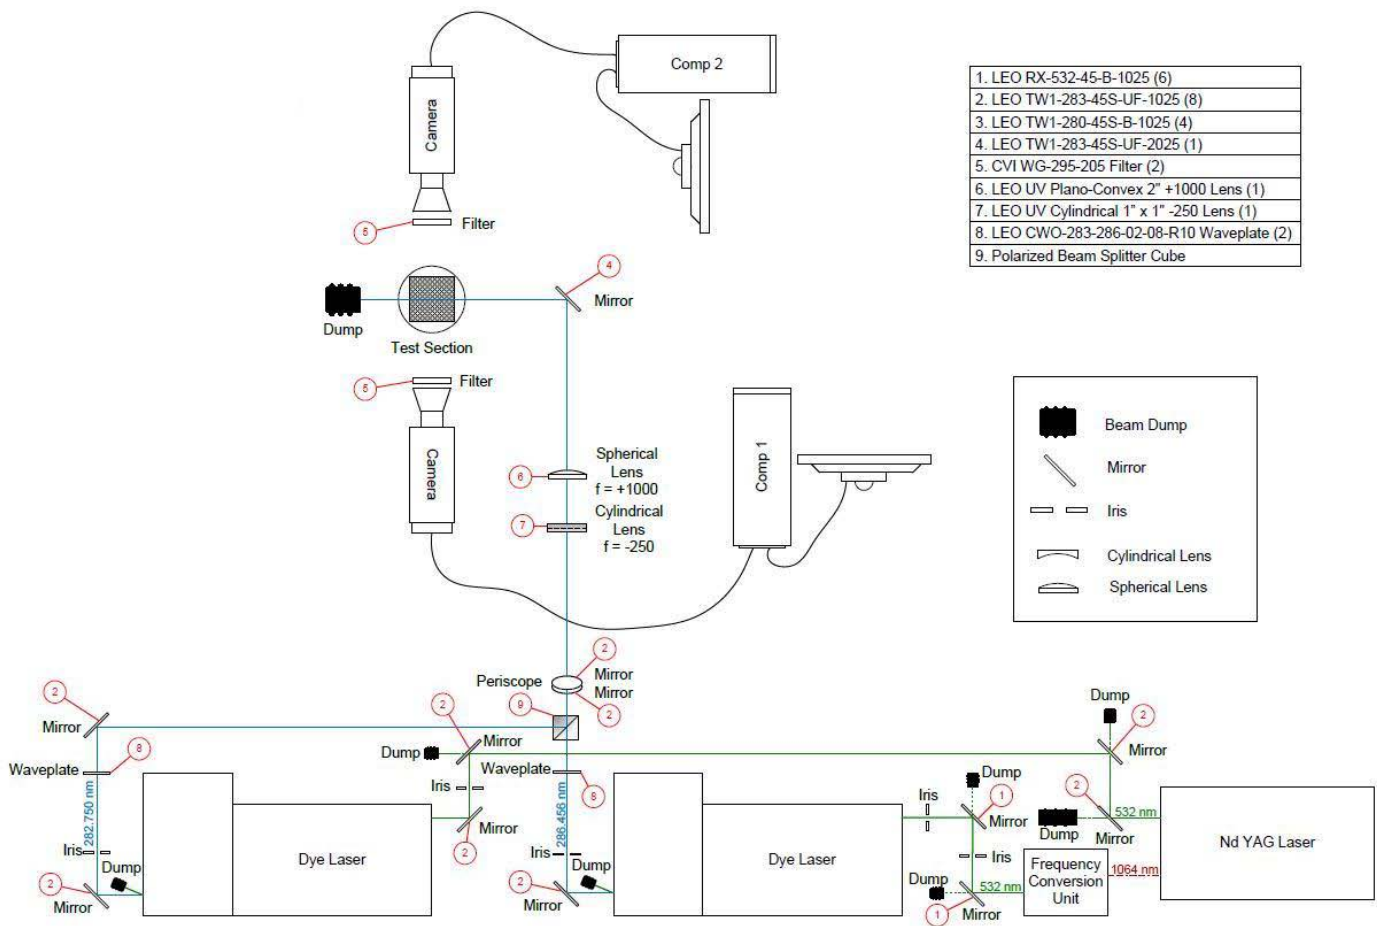 Comp 2
Camera
5
Filter
1. LEO RX-532-45-B-1025 (6)
2. LEO TW1-283-45S-UF-1025 (8)
3. LEO TW1-280-45S-B-1025 (4)
4. LEO TW1-283-45S-UF-2025 (1)
5. CVI WG-295-205 Filter (2)
6. LEO UV Plano-Convex 2" +1000 Lens (1)
7. LEO UV Cylindrical 1" x 1" -250 Lens (1)
8. LEO CWO-283-286-02-08-R10 Waveplate (2)
9. Polarized Beam Splitter Cube
4
Mirror
Dump
Test Section
5
Filter
Camera
6
Spherical
Lens
f = +1000
7
Cylindrical
Lens
f = -250
Comp 1
Beam Dump
Mirror
Iris
Cylindrical Lens
Spherical Lens
2
Periscope
Mirror
Mirror
2
9
2
Mirror
8
Waveplate
282.750 nm
Iris
Dump
2
Mirror
Dye Laser
2
Mirror
Dump
Iris
Mirror
2
Waveplate
8
286.456 nm
Iris
Dump
2
Mirror
Dye Laser
Iris
Dump
1
Mirror
Iris
Dump
532 nm
1
Mirror
Frequency
Conversion
Unit
1064 nm
Dump
2
Mirror
2
Dump
Mirror
532 nm
Nd YAG Laser